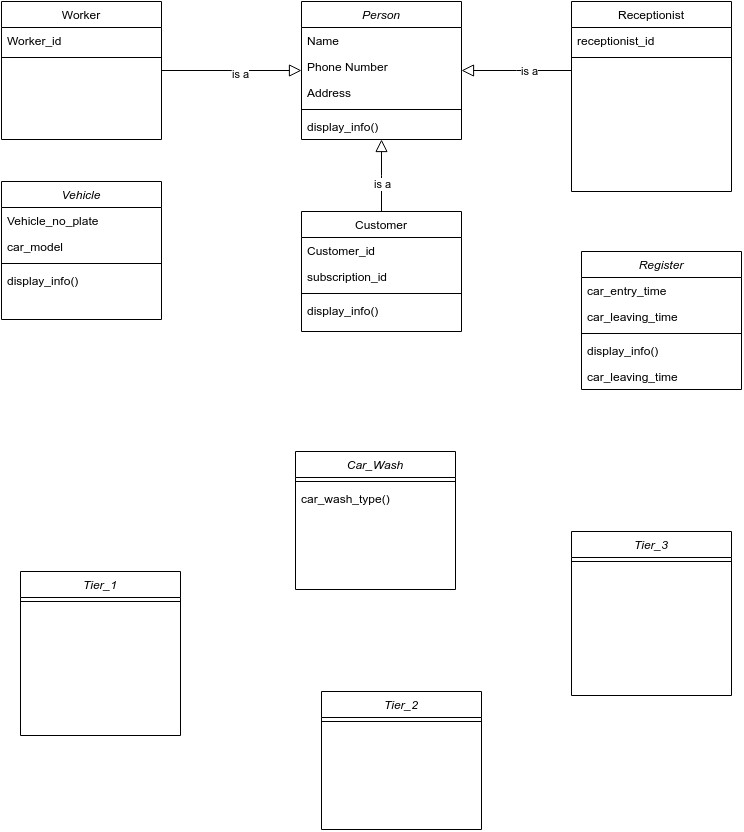 Worker
Worker_id
is a
Person
Name
Phone Number
Address
display_info()
is a
Receptionist
receptionist_id
is a
Vehicle
Vehicle_no_plate
car_model
display_info()
Customer
Customer_id
subscription_id
display_info()
Register
car_entry_time
car_leaving_time
display_info()
car_leaving_time
Car_Wash
car_wash_type()
Tier_3
Tier_1
Tier_2